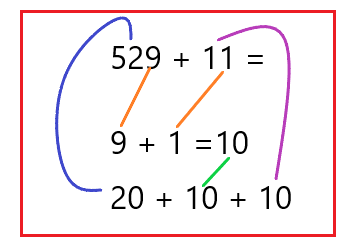 529 + 11 =
9 + 1 =10
20 + 10 + 10